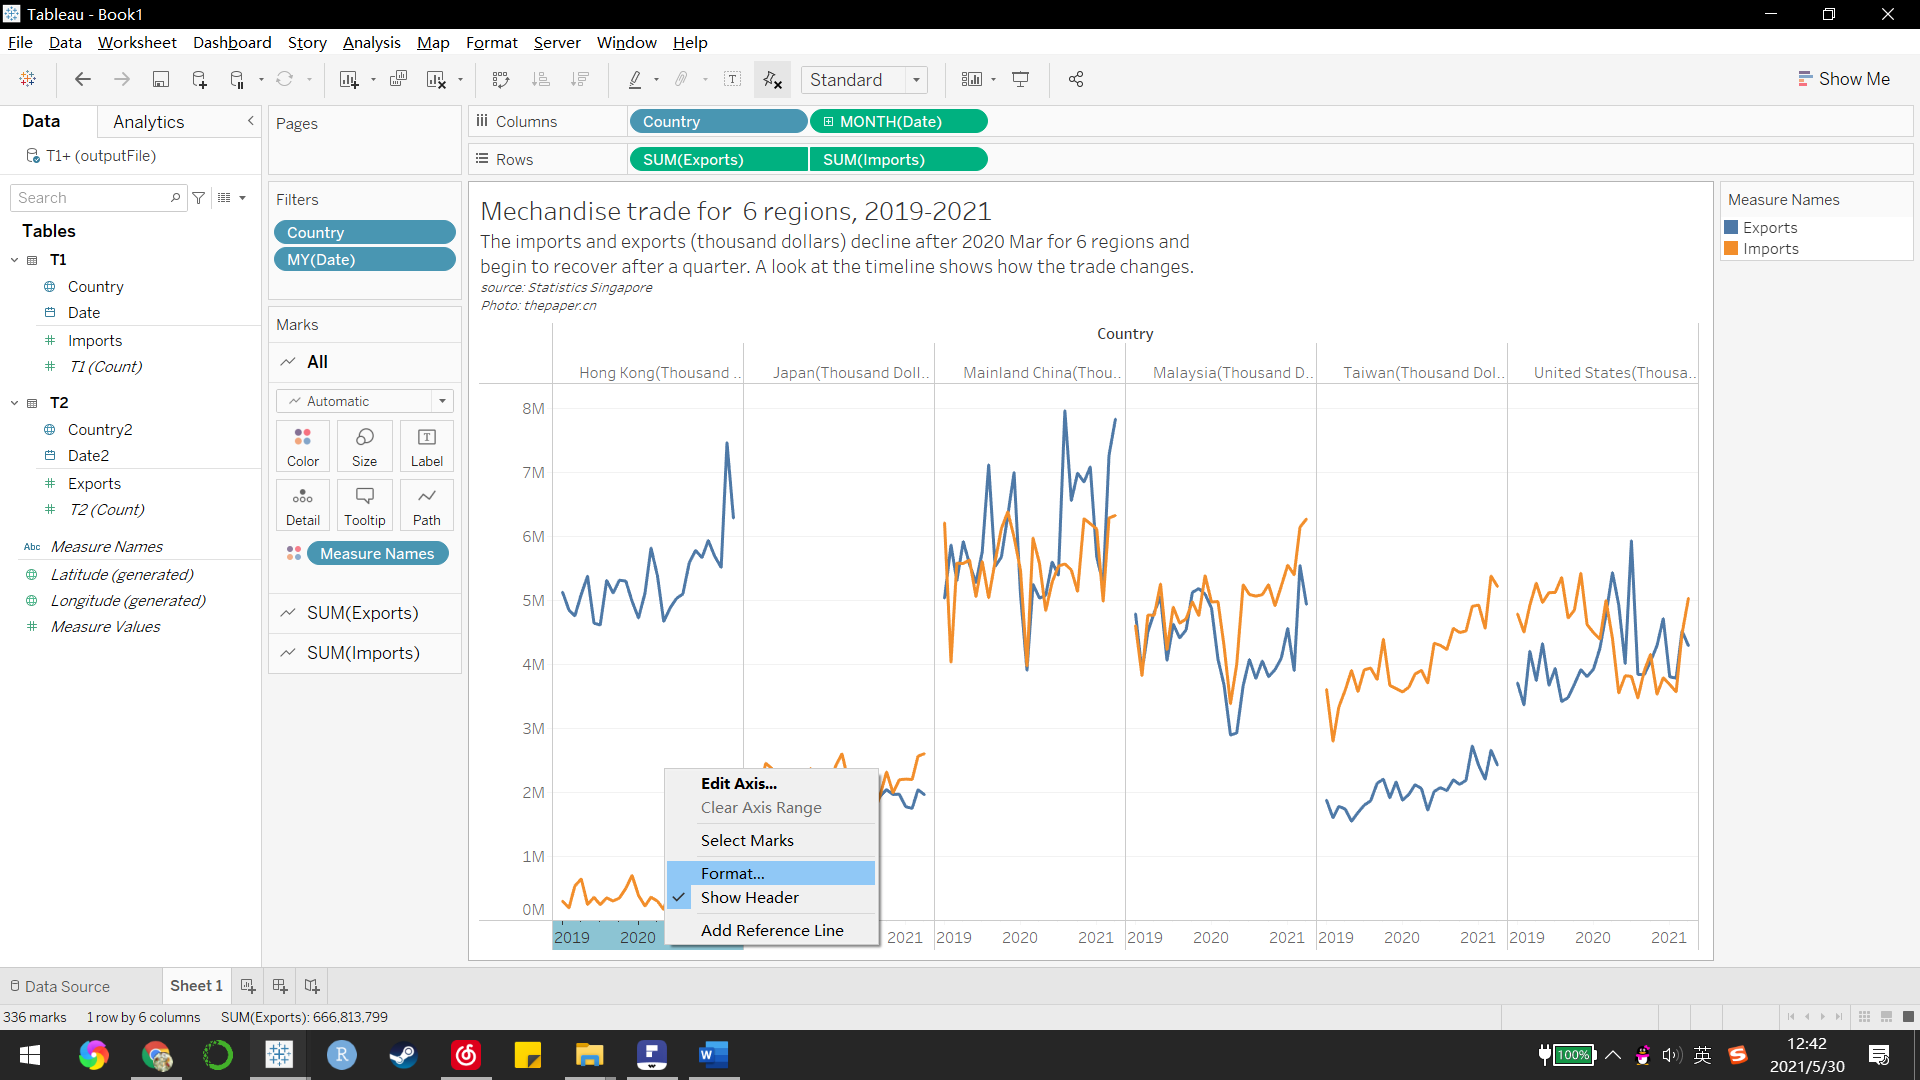 Tableau - Book1
File Data Worksheet Dashboard Story Analysis Map Format Server Window Help
Standard
Show Me
Data
Analytics
T1+ (outputFile)
Search
Tables
T1
Country
Date
Imports
T1 (Count)
T2
Country2
Date2
Exports
T2 (Count)
Abc Measure Names
Latitude (generated)
Longitude (generated)
Measure Values
Pages
Filters
Country
MY(Date)
Marks
All
Automatic
Color Size Label
Detail Tooltip Path
Measure Names
SUM(Exports)
SUM(Imports)
Columns Country MONTH(Date)
Rows SUM(Exports) SUM(Imports)
Mechandise trade for 6 regions, 2019-2021
The imports and exports (thousand dollars) decline after 2020 Mar for 6 regions and
begin to recover after a quarter. A look at the timeline shows how the trade changes.
source: Statistics Singapore
Photo: thepaper.cn
Country
Hong Kong(Thousand .. Japan(Thousand Doll.. Mainland China(Thou.. Malaysia(Thousand D.. Taiwan(Thousand Dol.. United States(Thousa..
8M
7M
6M
5M
4M
3M
2M
1M
0M
2019 2020 2021 2019 2020 2021 2019 2020 2021 2019 2020 2021 2019 2020 2021
Edit Axis...
Clear Axis Range
Select Marks
Format...
Show Header
Add Reference Line
Measure Names
Exports
Imports
Data Source
Sheet 1
336 marks 1 row by 6 columns SUM(Exports): 666,813,799
100%
英
12:42
2021/5/30